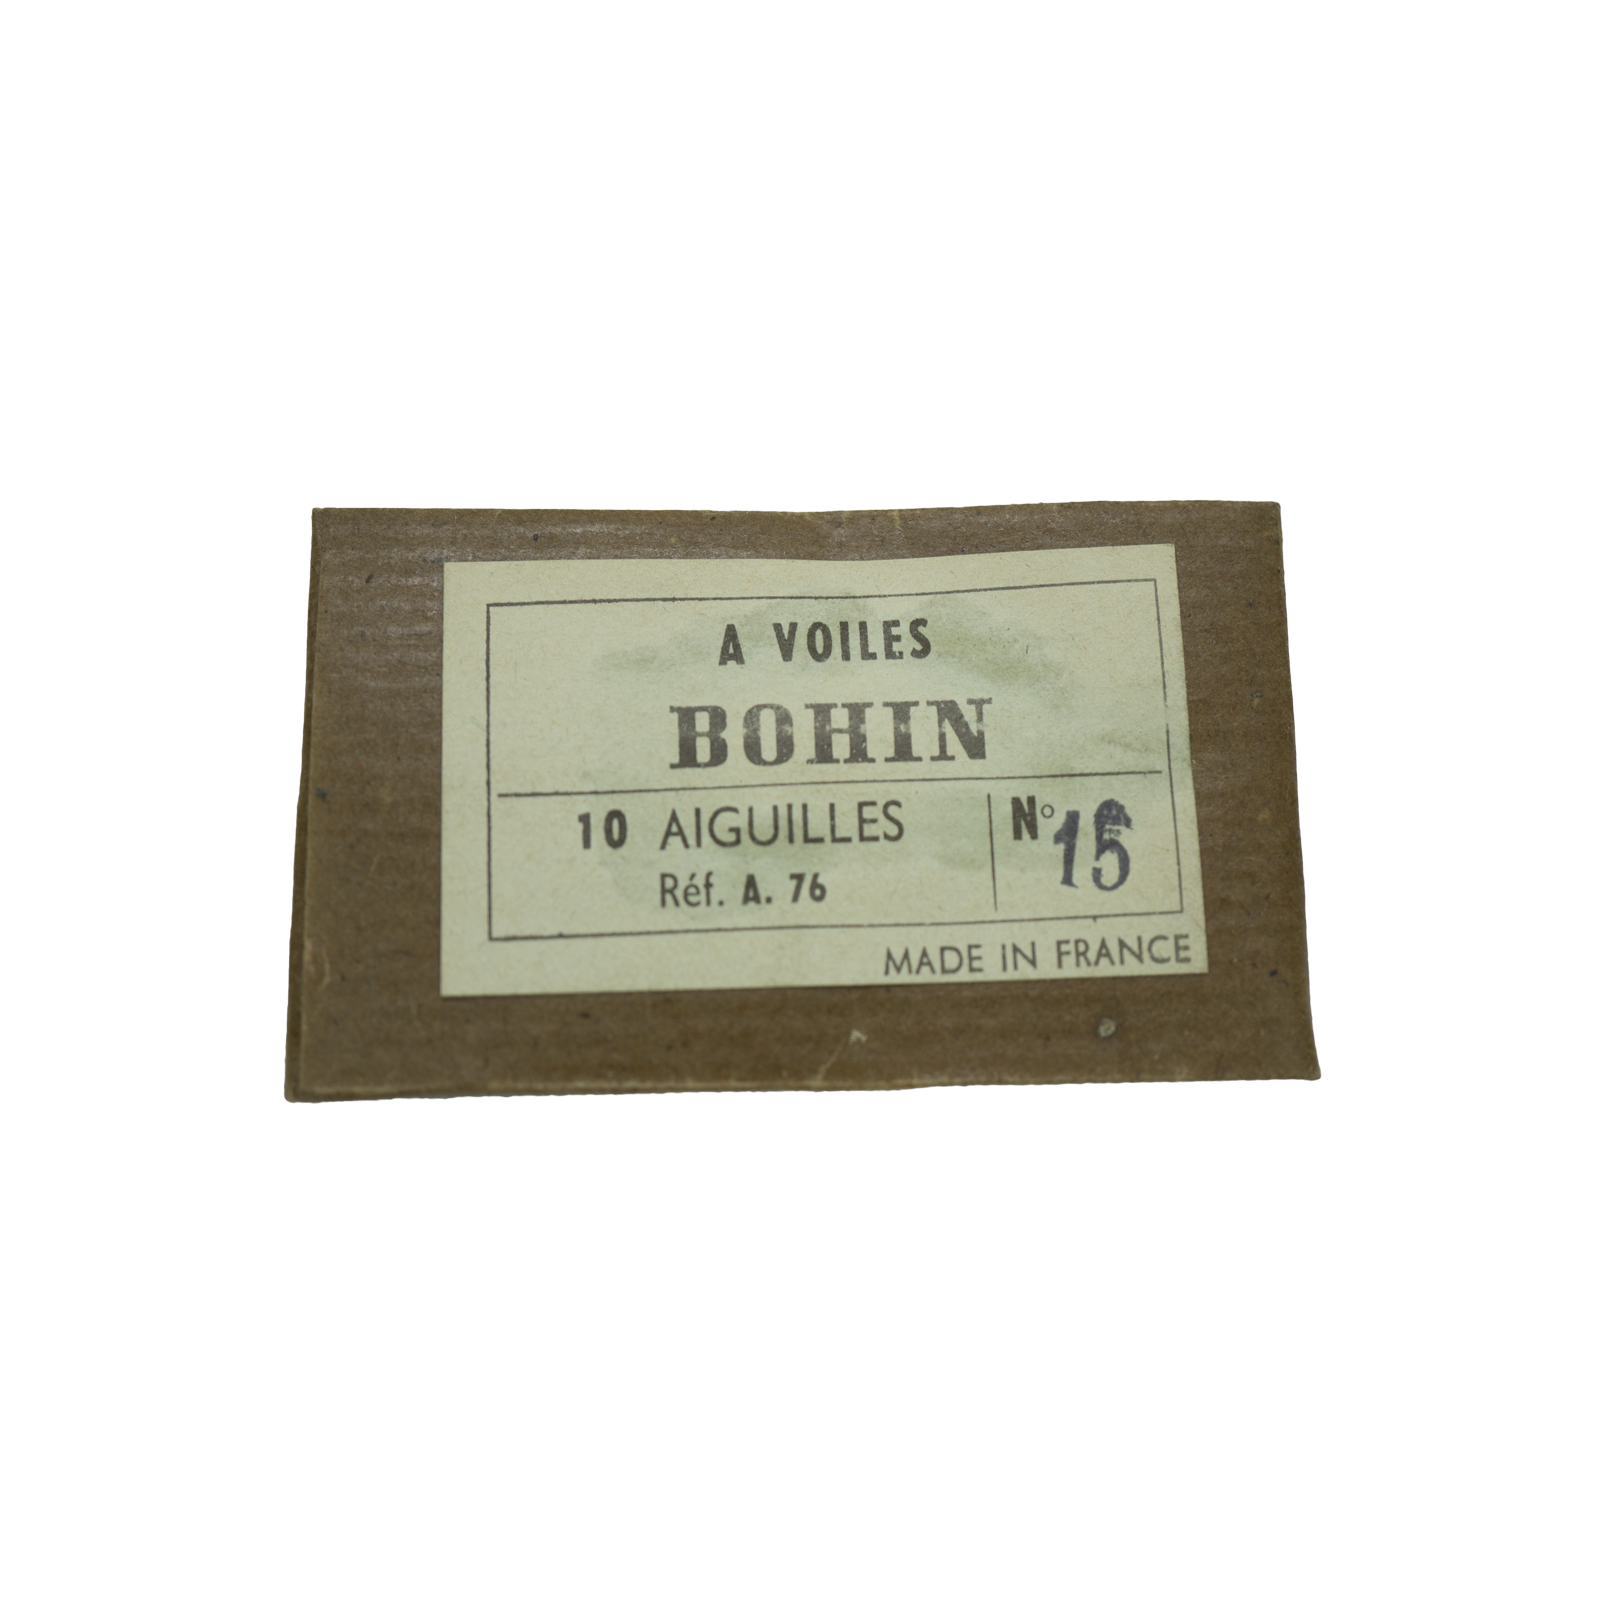 A VOILES
BOHIN
10 AIGUILLES
Réf. A. 76
N° 15
MADE IN FRANCE